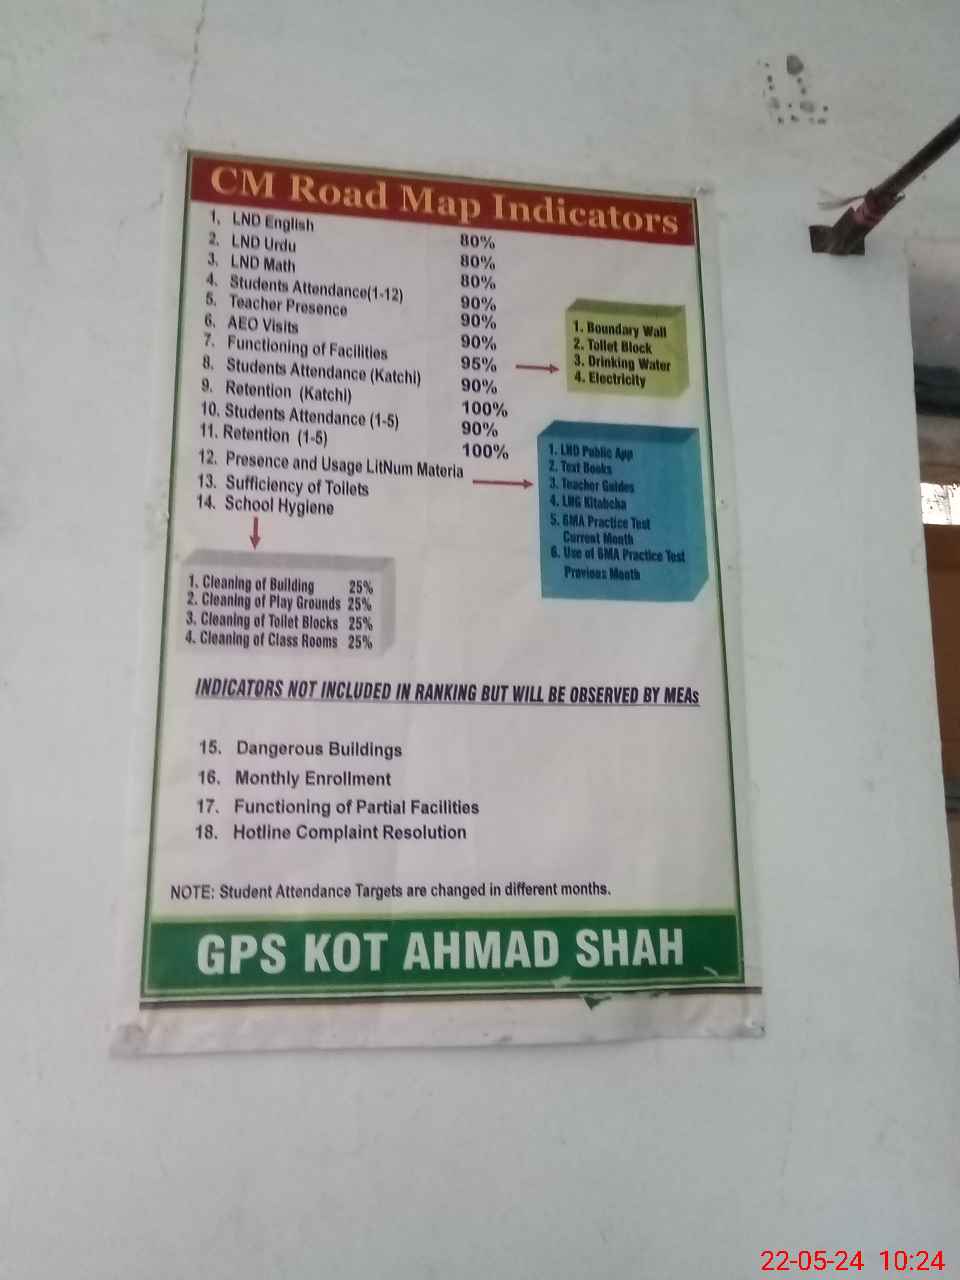 CM Road Map Indicators
1. LND English 80%
2. LND Urdu 80%
3. LND Math 80%
4. Students Attendance(1-12) 90%
5. Teacher Presence 90%
6. AEO Visits 90%
7. Functioning of Facilities 95%
8. Students Attendance (Katchi) 90%
9. Retention (Katchi) 100%
10. Students Attendance (1-5) 90%
11. Retention (1-5) 100%
12. Presence and Usage LitNum Materia
13. Sufficiency of Toilets
14. School Hygiene
1. Boundary Wall
2. Toilet Block
3. Drinking Water
4. Electricity
1. LND Public App
2. Text Books
3. Teacher Guides
4. LNG Kitabcha
5. GMA Practice Test
Current Month
6. Use of GMA Practice Test
Previous Month
1. Cleaning of Building 25%
2. Cleaning of Play Grounds 25%
3. Cleaning of Toilet Blocks 25%
4. Cleaning of Class Rooms 25%
INDICATORS NOT INCLUDED IN RANKING BUT WILL BE OBSERVED BY MEAs
15. Dangerous Buildings
16. Monthly Enrollment
17. Functioning of Partial Facilities
18. Hotline Complaint Resolution
NOTE: Student Attendance Targets are changed in different months.
GPS KOT AHMAD SHAH
22-05-24 10:24